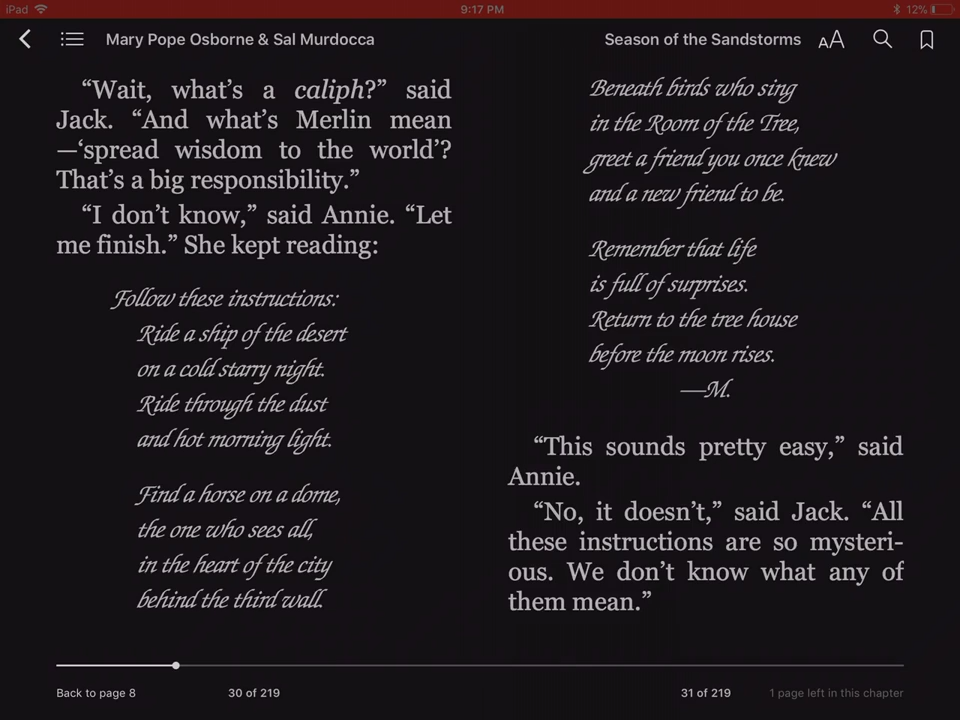 iPad
9:17 PM
12%
Mary Pope Osborne & Sal Murdocca
Season of the Sandstorms
AA
“Wait, what’s a caliph?” said
Jack. “And what’s Merlin mean
—‘spread wisdom to the world’?
That’s a big responsibility.”
“I don’t know,” said Annie. “Let
me finish.” She kept reading:
Follow these instructions:
Ride a ship of the desert
on a cold starry night.
Ride through the dust
and hot morning light.
Find a horse on a dome,
the one who sees all,
in the heart of the city
behind the third wall.
Beneath birds who sing
in the Room of the Tree,
greet a friend you once knew
and a new friend to be.
Remember that life
is full of surprises.
Return to the tree house
before the moon rises.
—M.
“This sounds pretty easy,” said
Annie.
“No, it doesn’t,” said Jack. “All
these instructions are so mysteri-
ous. We don’t know what any of
them mean.”
Back to page 8
30 of 219
31 of 219
1 page left in this chapter